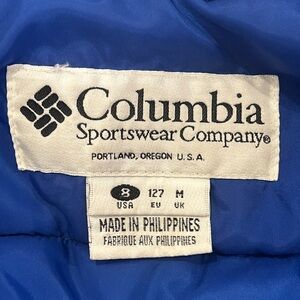 Columbia
Sportswear Company®
PORTLAND, OREGON U.S.A.
8 127 M
USA EU UK
MADE IN PHILIPPINES
FABRIQUE AUX PHILIPPINES